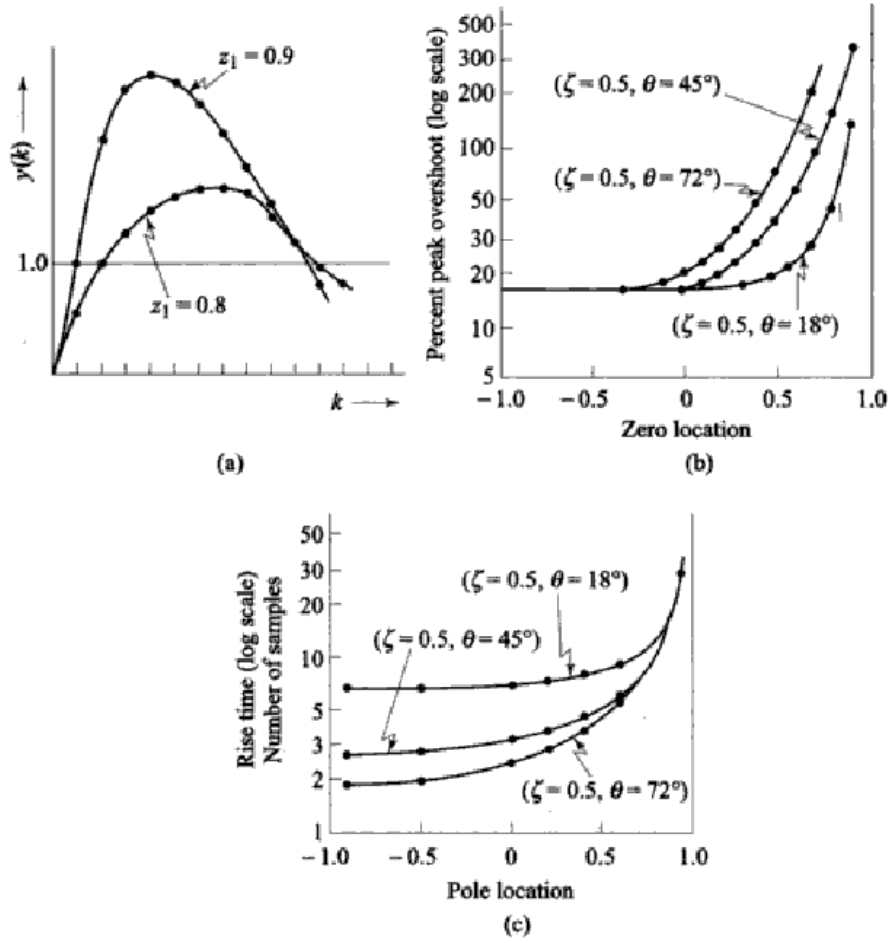 z₁ = 0.9
y(k)
1.0
z₁ = 0.8
k
(a)
Percent peak overshoot (log scale)
500
300
200
100
50
30
20
10
5
(ζ = 0.5, θ = 45°)
(ζ = 0.5, θ = 72°)
(ζ = 0.5, θ = 18°)
−1.0 −0.5 0 0.5 1.0
Zero location
(b)
Rise time (log scale)
Number of samples
50
30
20
10
5
3
2
1
(ζ = 0.5, θ = 18°)
(ζ = 0.5, θ = 45°)
(ζ = 0.5, θ = 72°)
−1.0 −0.5 0 0.5 1.0
Pole location
(c)